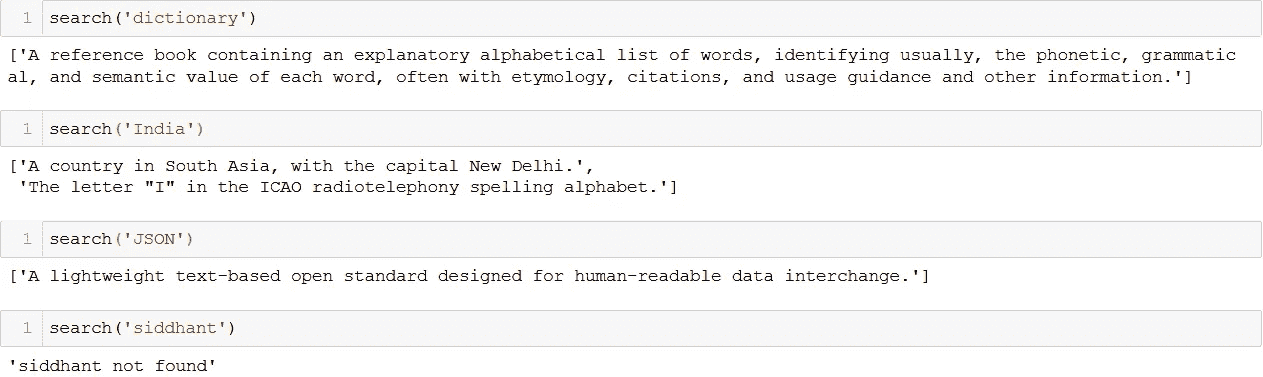 1 search('dictionary')
['A reference book containing an explanatory alphabetical list of words, identifying usually, the phonetic, grammatic
al, and semantic value of each word, often with etymology, citations, and usage guidance and other information.']
1 search('India')
['A country in South Asia, with the capital New Delhi.',
 'The letter "I" in the ICAO radiotelephony spelling alphabet.']
1 search('JSON')
['A lightweight text-based open standard designed for human-readable data interchange.']
1 search('siddhant')
'siddhant not found'